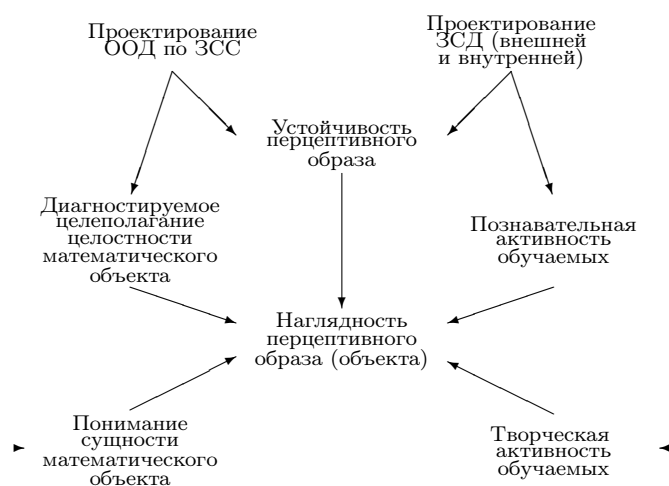 Проектирование
ООД по ЗСС
Проектирование
ЗСД (внешней
и внутренней)
Устойчивость
перцептивного
образа
Диагностируемое
целеполагание
целостности
математического
объекта
Познавательная
активность
обучаемых
Наглядность
перцептивного
образа (объекта)
Понимание
сущности
математического
объекта
Творческая
активность
обучаемых